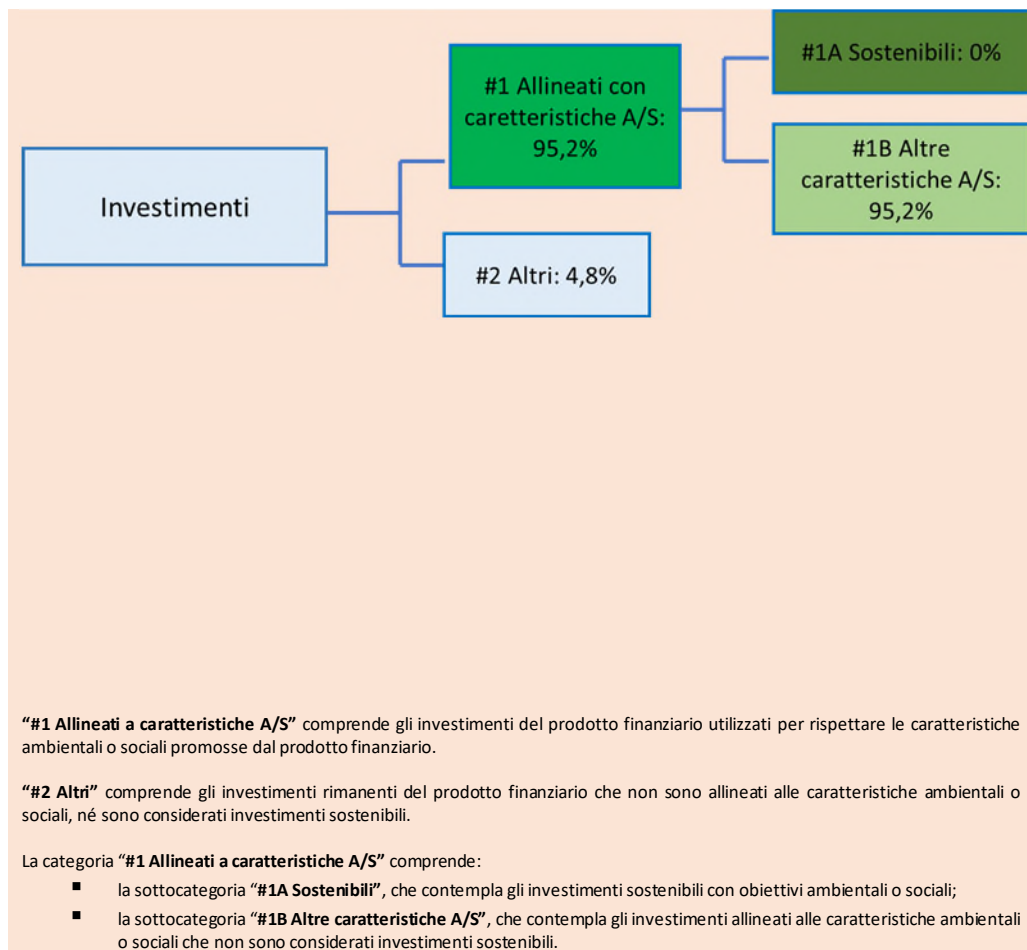 #1A Sostenibili: 0%
#1 Allineati con
caretteristiche A/S:
95,2%
#1B Altre
caratteristiche A/S:
95,2%
Investimenti
#2 Altri: 4,8%
“#1 Allineati a caratteristiche A/S” comprende gli investimenti del prodotto finanziario utilizzati per rispettare le caratteristiche
ambientali o sociali promosse dal prodotto finanziario.
“#2 Altri” comprende gli investimenti rimanenti del prodotto finanziario che non sono allineati alle caratteristiche ambientali o
sociali, né sono considerati investimenti sostenibili.
La categoria “#1 Allineati a caratteristiche A/S” comprende:
▪ la sottocategoria “#1A Sostenibili”, che contempla gli investimenti sostenibili con obiettivi ambientali o sociali;
▪ la sottocategoria “#1B Altre caratteristiche A/S”, che contempla gli investimenti allineati alle caratteristiche ambientali
o sociali che non sono considerati investimenti sostenibili.